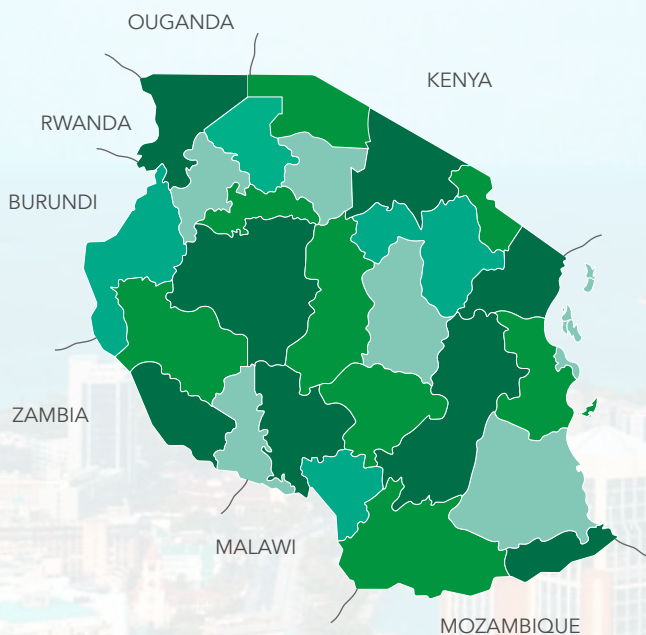 OUGANDA
KENYA
RWANDA
BURUNDI
ZAMBIA
MALAWI
MOZAMBIQUE